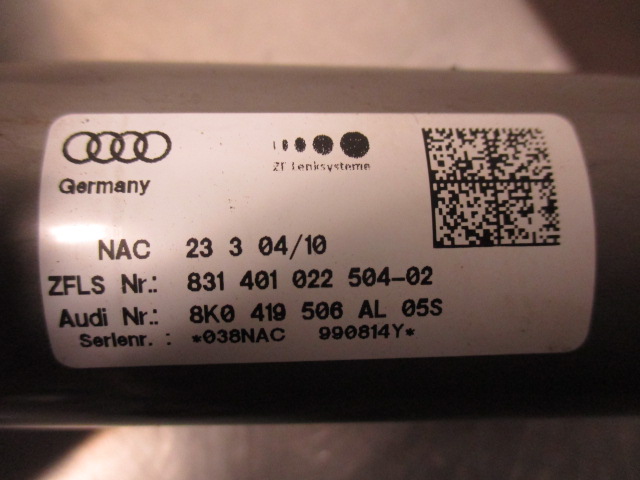 ZF Lenksysteme
Germany
NAC 23 3 04/10
ZFLS Nr.: 831 401 022 504-02
Audi Nr.: 8K0 419 506 AL 05S
Serienr. : *038NAC 990814Y*